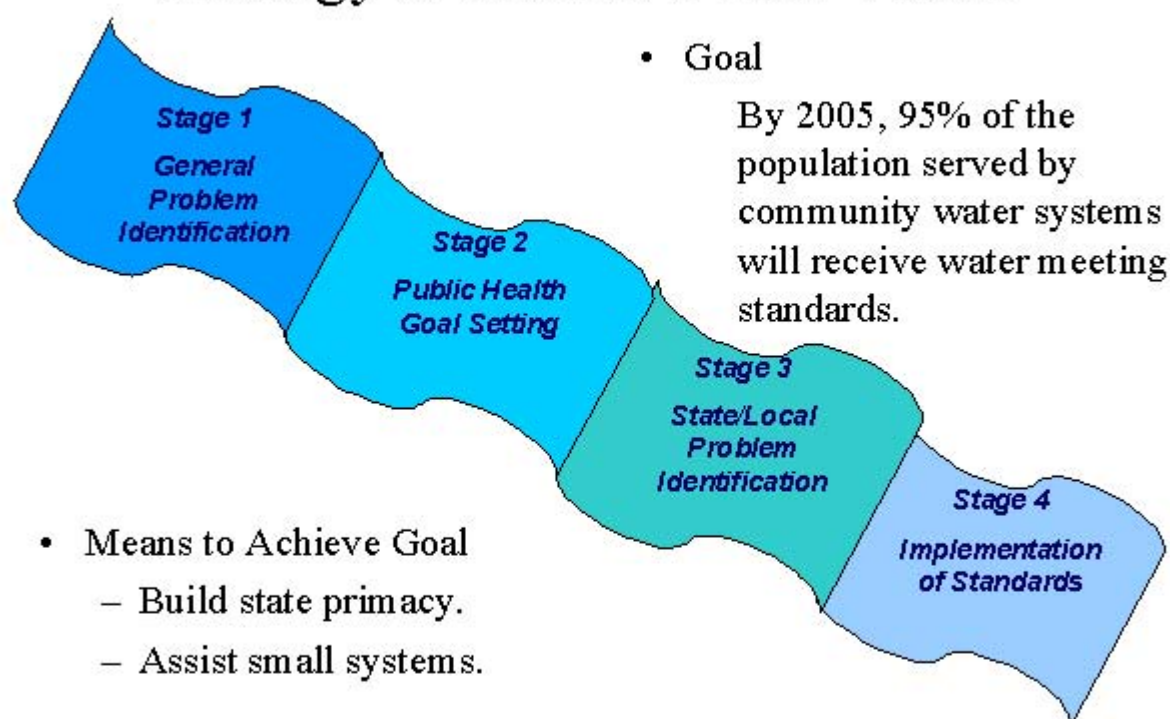 Stage 1
General
Problem
Identification
Stage 2
Public Health
Goal Setting
Stage 3
State/Local
Problem
Identification
Stage 4
Implementation
of Standards
• Goal
By 2005, 95% of the
population served by
community water systems
will receive water meeting
standards.
• Means to Achieve Goal
– Build state primacy.
– Assist small systems.